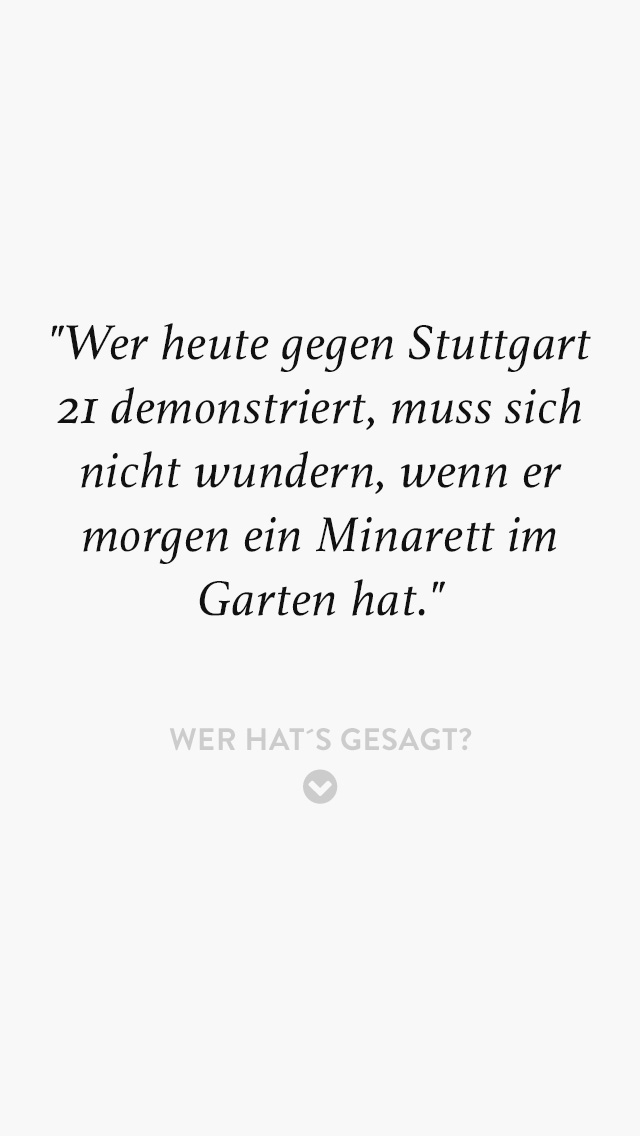 "Wer heute gegen Stuttgart
21 demonstriert, muss sich
nicht wundern, wenn er
morgen ein Minarett im
Garten hat."
WER HAT´S GESAGT?